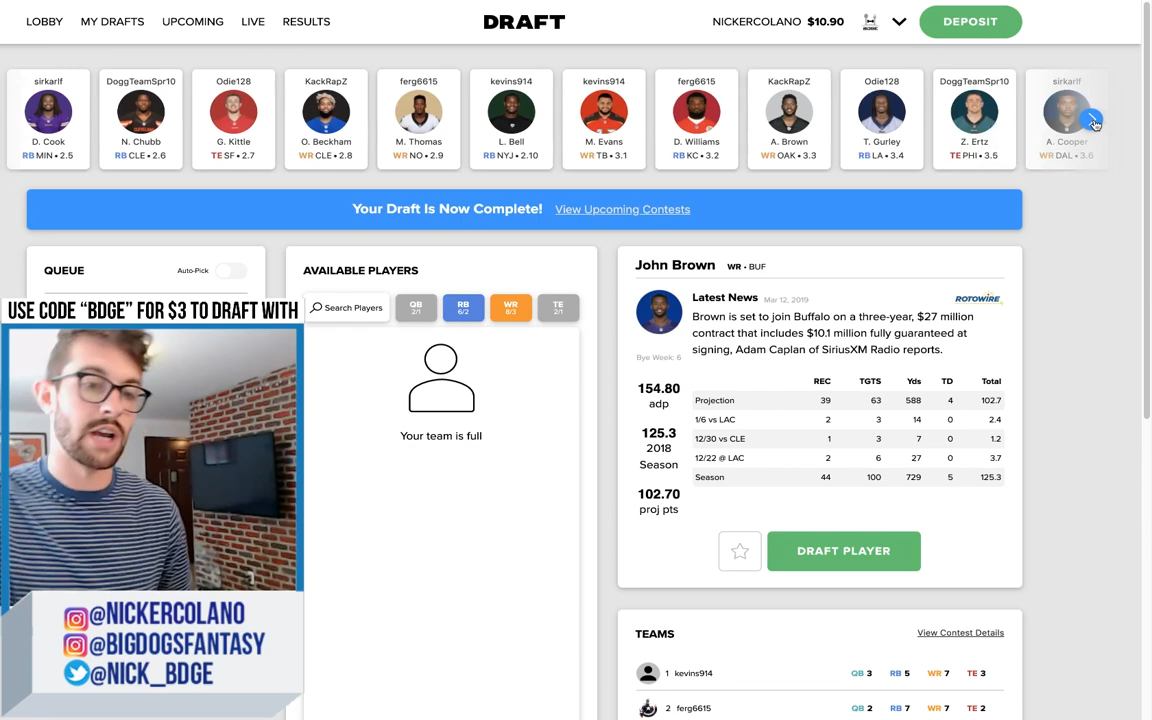 LOBBY MY DRAFTS UPCOMING LIVE RESULTS DRAFT NICKERCOLANO $10.90 DEPOSIT
sirkarlf DoggTeamSpr10 Odie128 KackRapZ ferg6615 kevins914 kevins914 ferg6615 KackRapZ Odie128 DoggTeamSpr10 sirkarlf
D. Cook N. Chubb G. Kittle O. Beckham M. Thomas L. Bell M. Evans D. Williams A. Brown T. Gurley Z. Ertz A. Cooper
RB MIN • 2.5 RB CLE • 2.6 TE SF • 2.7 WR CLE • 2.8 WR NO • 2.9 RB NYJ • 2.10 WR TB • 3.1 RB KC • 3.2 WR OAK • 3.3 RB LA • 3.4 TE PHI • 3.5 WR DAL • 3.6
Your Draft Is Now Complete! View Upcoming Contests
QUEUE Auto-Pick
USE CODE "BDGE" FOR $3 TO DRAFT WITH
@NICKERCOLANO
@BIGDOGSFANTASY
@NICK_BDGE
AVAILABLE PLAYERS
Search Players QB RB WR TE
2/1 6/2 8/3 2/1
Your team is full
John Brown WR • BUF
Latest News Mar 12, 2019 ROTOWIRE
Brown is set to join Buffalo on a three-year, $27 million
contract that includes $10.1 million fully guaranteed at
signing, Adam Caplan of SiriusXM Radio reports.
Bye Week: 6
154.80
adp
125.3
2018
Season
102.70
proj pts
REC TGTS Yds TD Total
Projection 39 63 588 4 102.7
1/6 vs LAC 2 3 14 0 2.4
12/30 vs CLE 1 3 7 0 1.2
12/22 @ LAC 2 6 27 0 3.7
Season 44 100 729 5 125.3
DRAFT PLAYER
TEAMS View Contest Details
1 kevins914 QB 3 RB 5 WR 7 TE 3
2 ferg6615 QB 2 RB 7 WR 7 TE 2